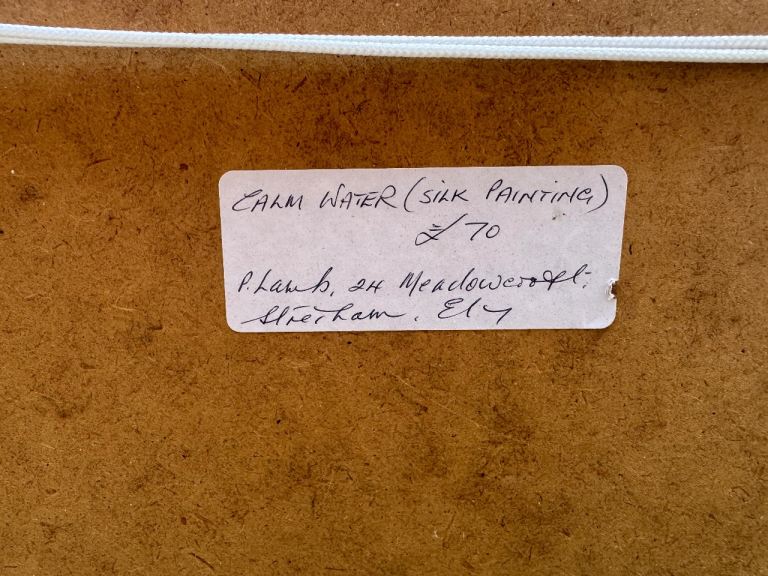 CALM WATER (SILK PAINTING)
£70
P. Lamb, 24 Meadowcroft.
Stretham. Ely